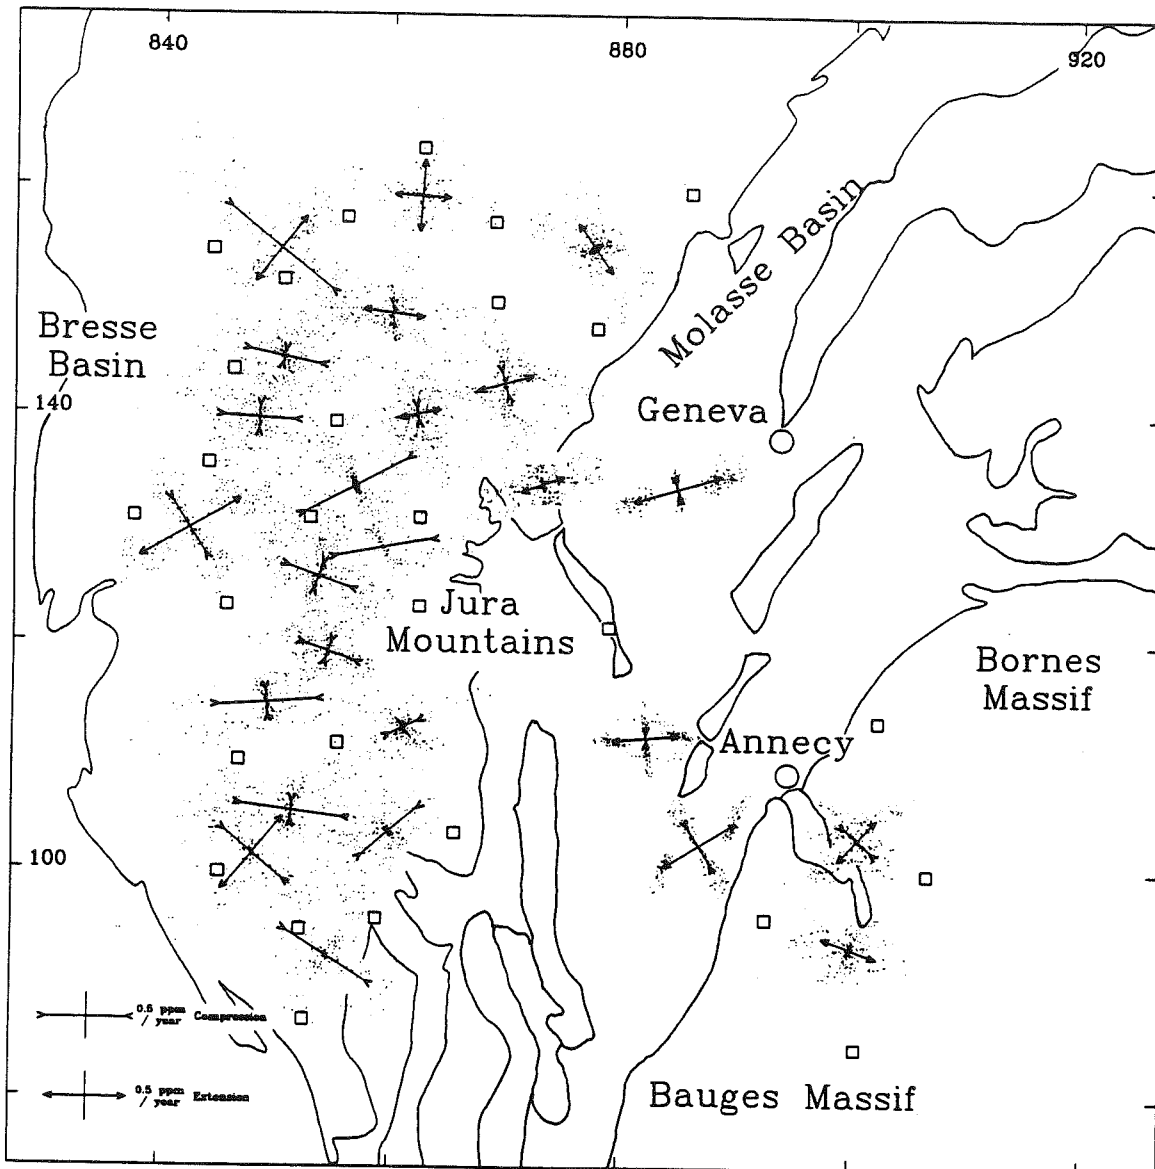 840
880
920
Molasse Basin
Bresse
Basin
140
Geneva
Jura
Mountains
Bornes
Massif
Annecy
100
0.5 ppm
/ year Compression
0.5 ppm
/ year Extension
Bauges Massif